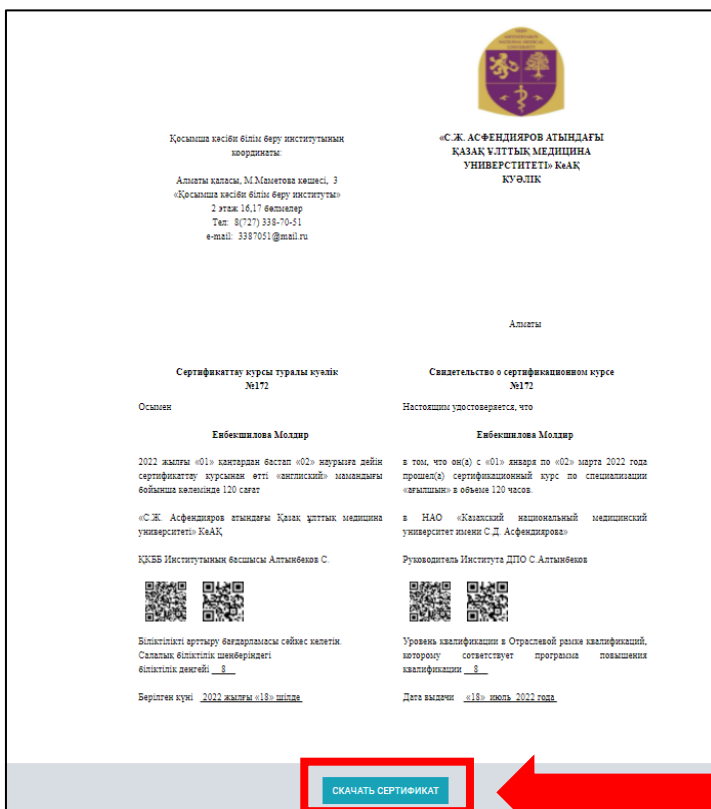 Қосымша кәсіби білім беру институтының
координаты:
Алматы қаласы, М.Маметова көшесі, 3
«Қосымша кәсіби білім беру институты»
2 этаж 16,17 бөлмелер
Тел: 8(727) 338-70-51
e-mail: 3387051@mail.ru
«С.Ж. АСФЕНДИЯРОВ АТЫНДАҒЫ
ҚАЗАҚ ҰЛТТЫҚ МЕДИЦИНА
УНИВЕРСТИТЕТІ» КеАҚ
КУӘЛІК
Алматы
Сертификаттау курсы туралы куәлік
№172
Осымен
Енбекшилова Молдир
2022 жылғы «01» қантардан бастап «02» наурызға дейін
сертификаттау курсынан өтті «англиский» мамандығы
бойынша көлемінде 120 сағат
«С.Ж. Асфендияров атындағы Қазақ ұлттық медицина
университеті» КеАҚ
ҚКББ Институтының басшысы Алтынбеков С.
Біліктілікті арттыру бағдарламасы сәйкес келетін
Салалық біліктілік шеңберіндегі
біліктілік деңгейі 8
Берілген күні 2022 жылғы «18» шілде
Свидетельство о сертификационном курсе
№172
Настоящим удостоверяется, что
Енбекшилова Молдир
в том, что он(а) с «01» января по «02» марта 2022 года
прошел(а) сертификационный курс по специализации
«ағылшын» в объеме 120 часов.
в НАО «Казахский национальный медицинский
университет имени С.Д. Асфендиярова»
Руководитель Института ДПО С.Алтынбеков
Уровень квалификации в Отраслевой рамке квалификаций,
которому сотвeтствует программа повышения
квалификации 8
Дата выдачи «18» июль 2022 года
СКАЧАТЬ СЕРТИФИКАТ